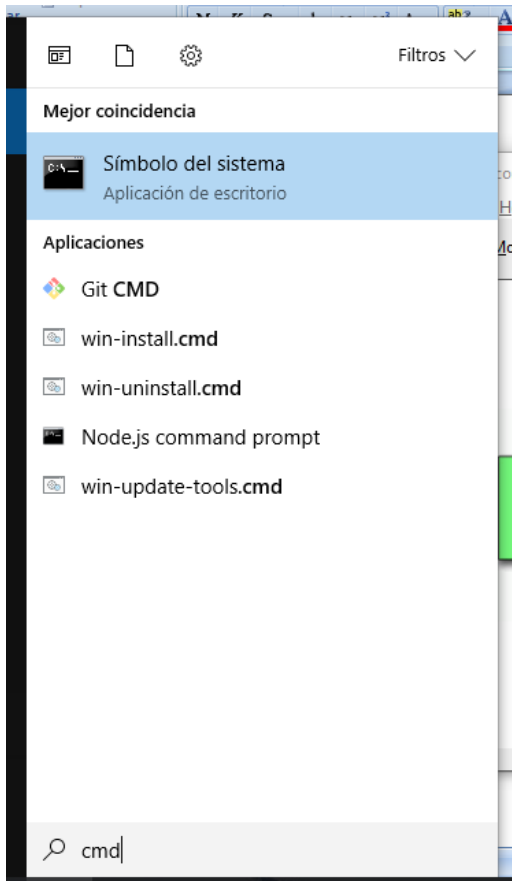 Filtros
Mejor coincidencia
C:\_
Símbolo del sistema
Aplicación de escritorio
Aplicaciones
Git CMD
win-install.cmd
win-uninstall.cmd
Node.js command prompt
win-update-tools.cmd
cmd